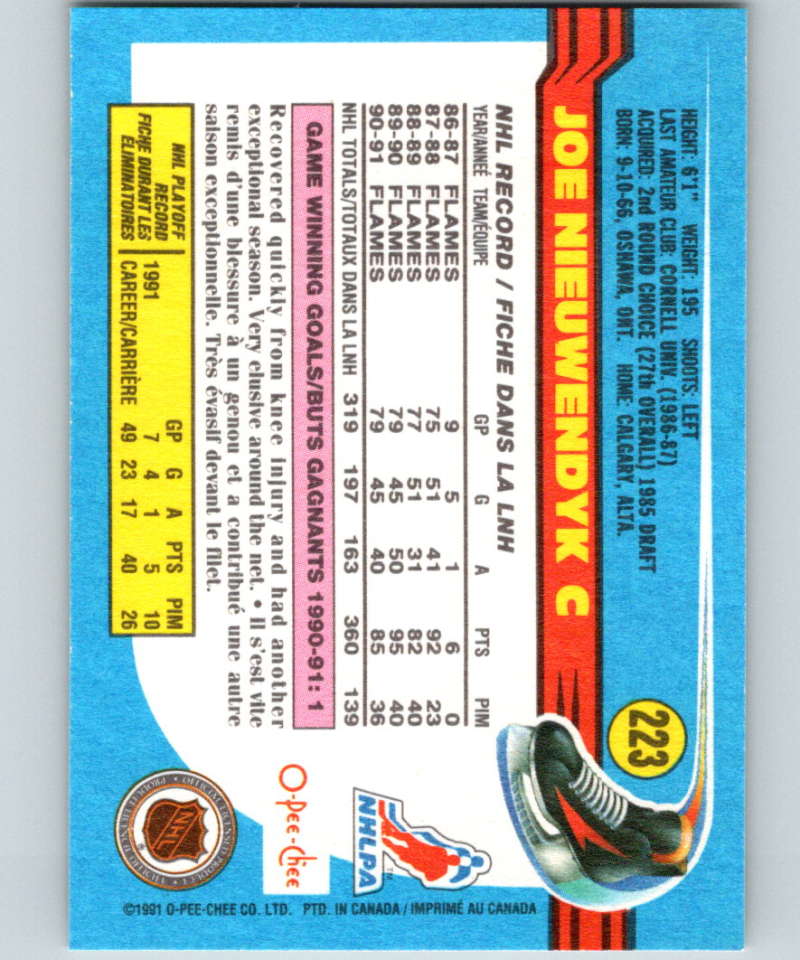 223
HEIGHT: 6'1" WEIGHT: 195 SHOOTS: LEFT
LAST AMATEUR CLUB: CORNELL UNIV. (1986-87)
ACQUIRED: 2nd ROUND CHOICE (27th OVERALL) 1985 DRAFT
BORN: 9-10-66, OSHAWA, ONT. HOME: CALGARY, ALTA.
JOE NIEUWENDYK C
NHL RECORD / FICHE DANS LA LNH
YEAR/ANNÉE TEAM/ÉQUIPE GP G A PTS PIM
86-87 FLAMES 9 5 1 6 0
87-88 FLAMES 75 51 41 92 23
88-89 FLAMES 77 51 31 82 40
89-90 FLAMES 79 45 50 95 40
90-91 FLAMES 79 45 40 85 36
NHL TOTALS/TOTAUX DANS LA LNH 319 197 163 360 139
GAME WINNING GOALS/BUTS GAGNANTS 1990-91: 1
Recovered quickly from knee injury and had another
exceptional season. Very elusive around the net. • Il s'est vite
remis d'une blessure à un genou et a contribué une autre
saison exceptionnelle. Très évasif devant le filet.
NHL PLAYOFF
RECORD
FICHE DURANT LES
ÉLIMINATOIRES
GP G A PTS PIM
1991 7 4 1 5 10
CAREER/CARRIÈRE 49 23 17 40 26
NHLPA
TM
O-Pee-Chee
NHL
©1991 O-PEE-CHEE CO. LTD. PTD. IN CANADA / IMPRIMÉ AU CANADA